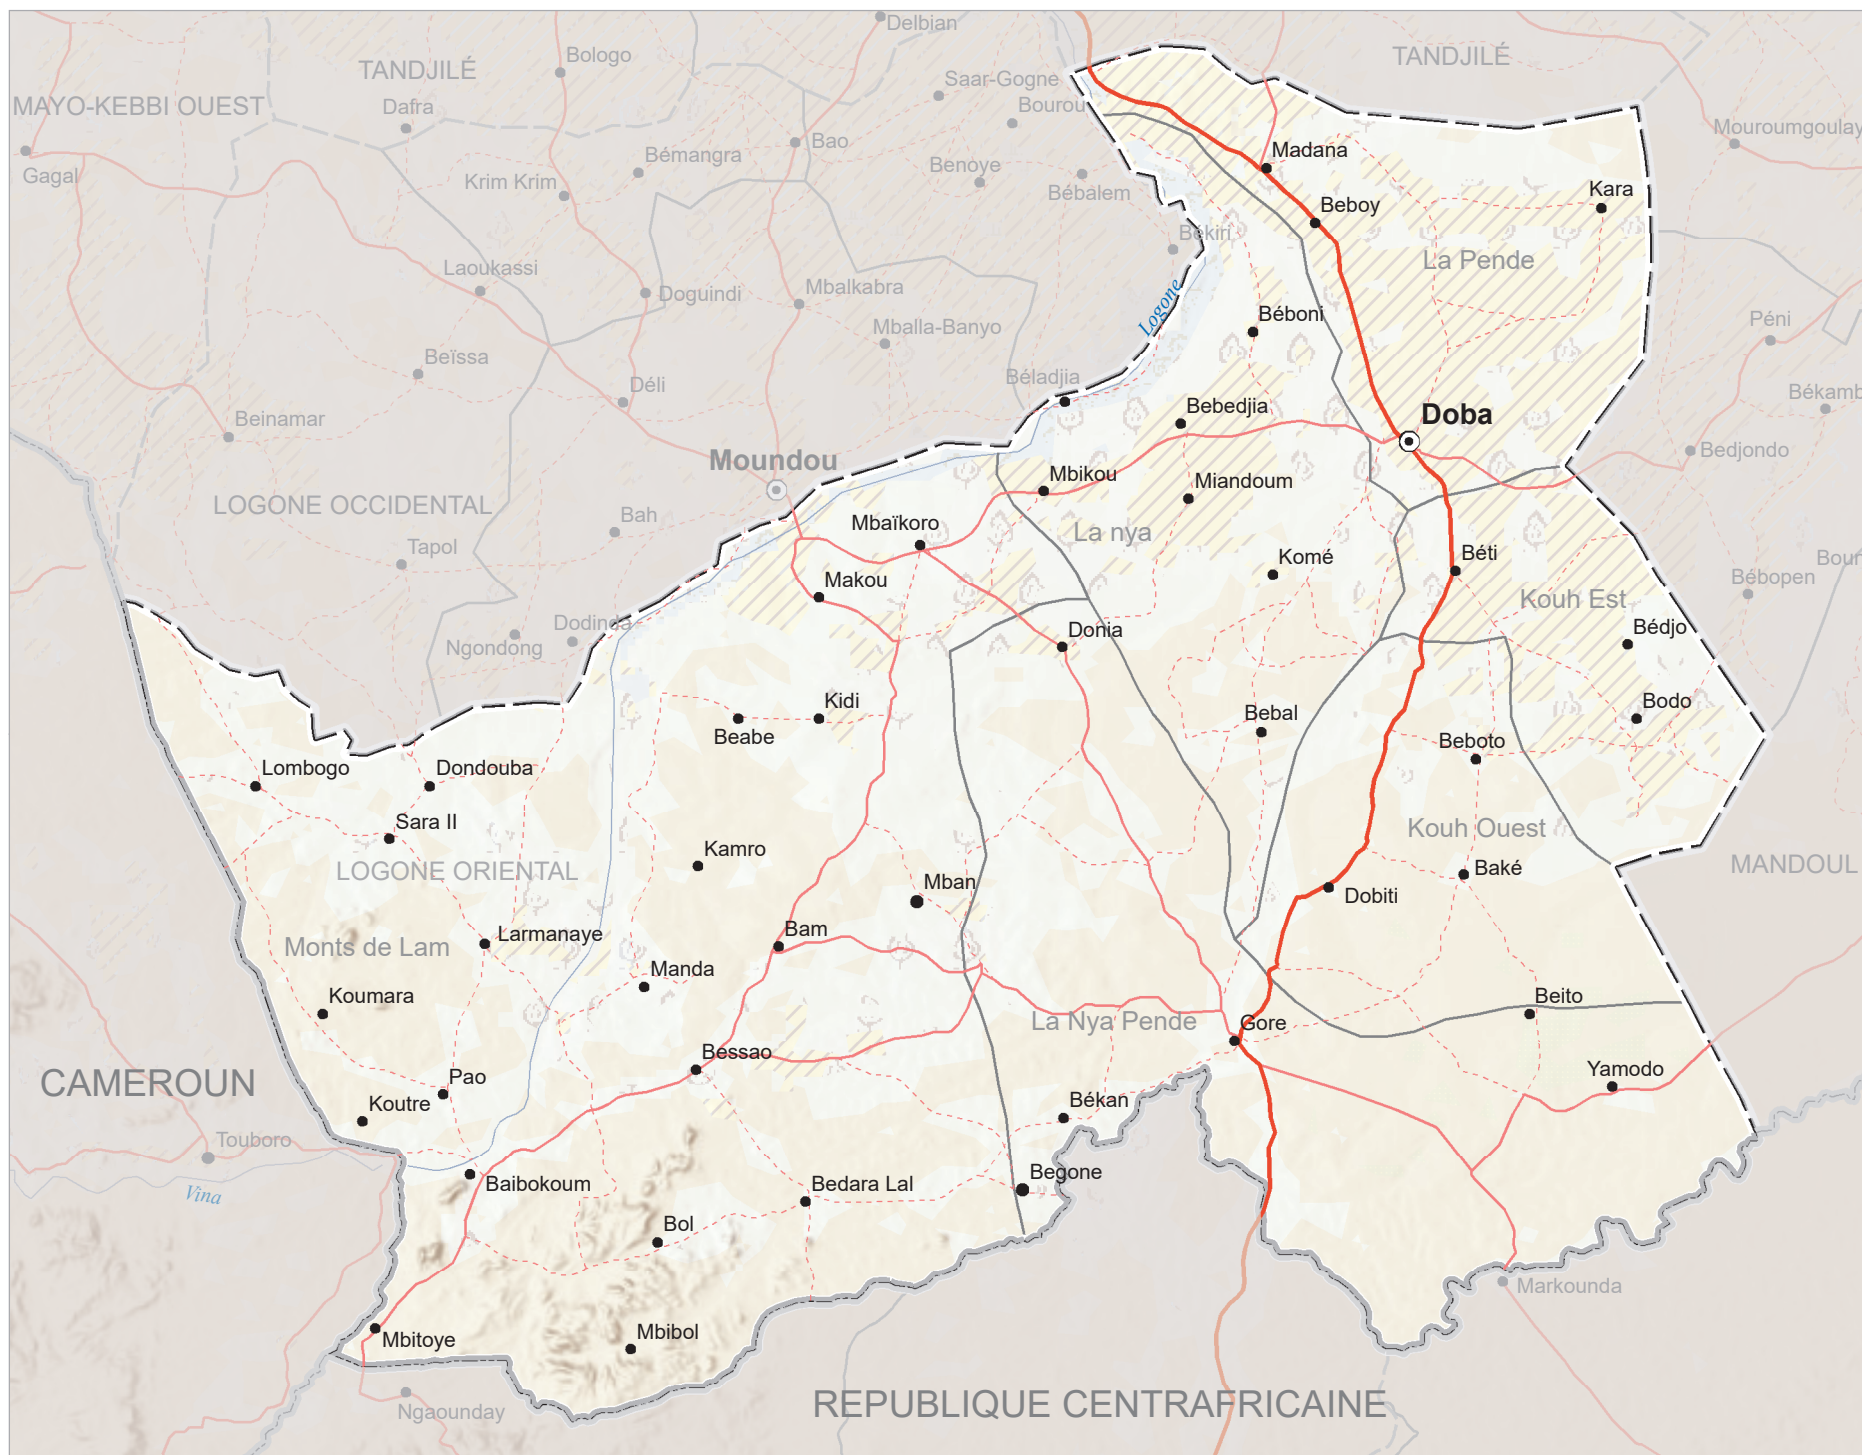 Delbian
TANDJILÉ
Bologo
TANDJILÉ
Saar-Gogne
MAYO-KEBBI OUEST
Dafra
Bourou
Mouroumgoulay
Bao
Madana
Bémangra
Benoye
Gagal
Krim Krim
Bébalem
Kara
Beboy
Békiri
La Pende
Laoukassi
Doguindi
Mbalkabra
Logone
Béboni
Mballa-Banyo
Péni
Beïssa
Déli
Béladjia
Békamb
Bebedjia
Doba
Beinamar
Bedjondo
Moundou
Mbikou
Miandoum
LOGONE OCCIDENTAL
Bah
Mbaïkoro
La nya
Tapol
Komé
Béti
Makou
Bébopen
Kouh Est
Dodinda
Donia
Bédjo
Ngondong
Kidi
Bebal
Bodo
Beabe
Beboto
Lombogo
Dondouba
Sara II
Kouh Ouest
Kamro
LOGONE ORIENTAL
MANDOUL
Mban
Baké
Dobiti
Larmanaye
Bam
Monts de Lam
Manda
Koumara
Beito
La Nya Pende
Gore
Bessao
Yamodo
CAMEROUN
Pao
Koutre
Békan
Touboro
Begone
Baibokoum
Bedara Lal
Vina
Bol
Markounda
Mbitoye
Mbibol
REPUBLIQUE CENTRAFRICAINE
Ngaounday